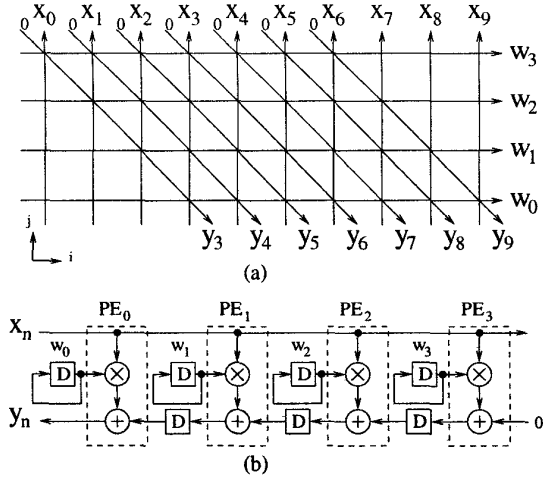 0 x0 0 x1 0 x2 0 x3 0 x4 0 x5 0 x6 x7 x8 x9
w3
w2
w1
w0
j
i
y3 y4 y5 y6 y7 y8 y9
(a)
PE0 PE1 PE2 PE3
xn
w0 w1 w2 w3
D D D D
yn D D D 0
(b)